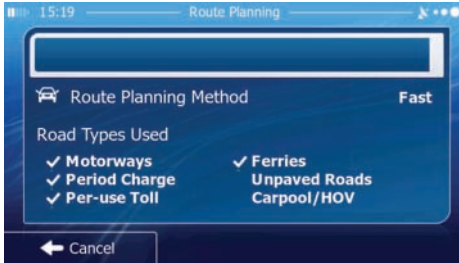 15:19 Route Planning
Route Planning Method Fast
Road Types Used
Motorways Ferries
Period Charge Unpaved Roads
Per-use Toll Carpool/HOV
Cancel